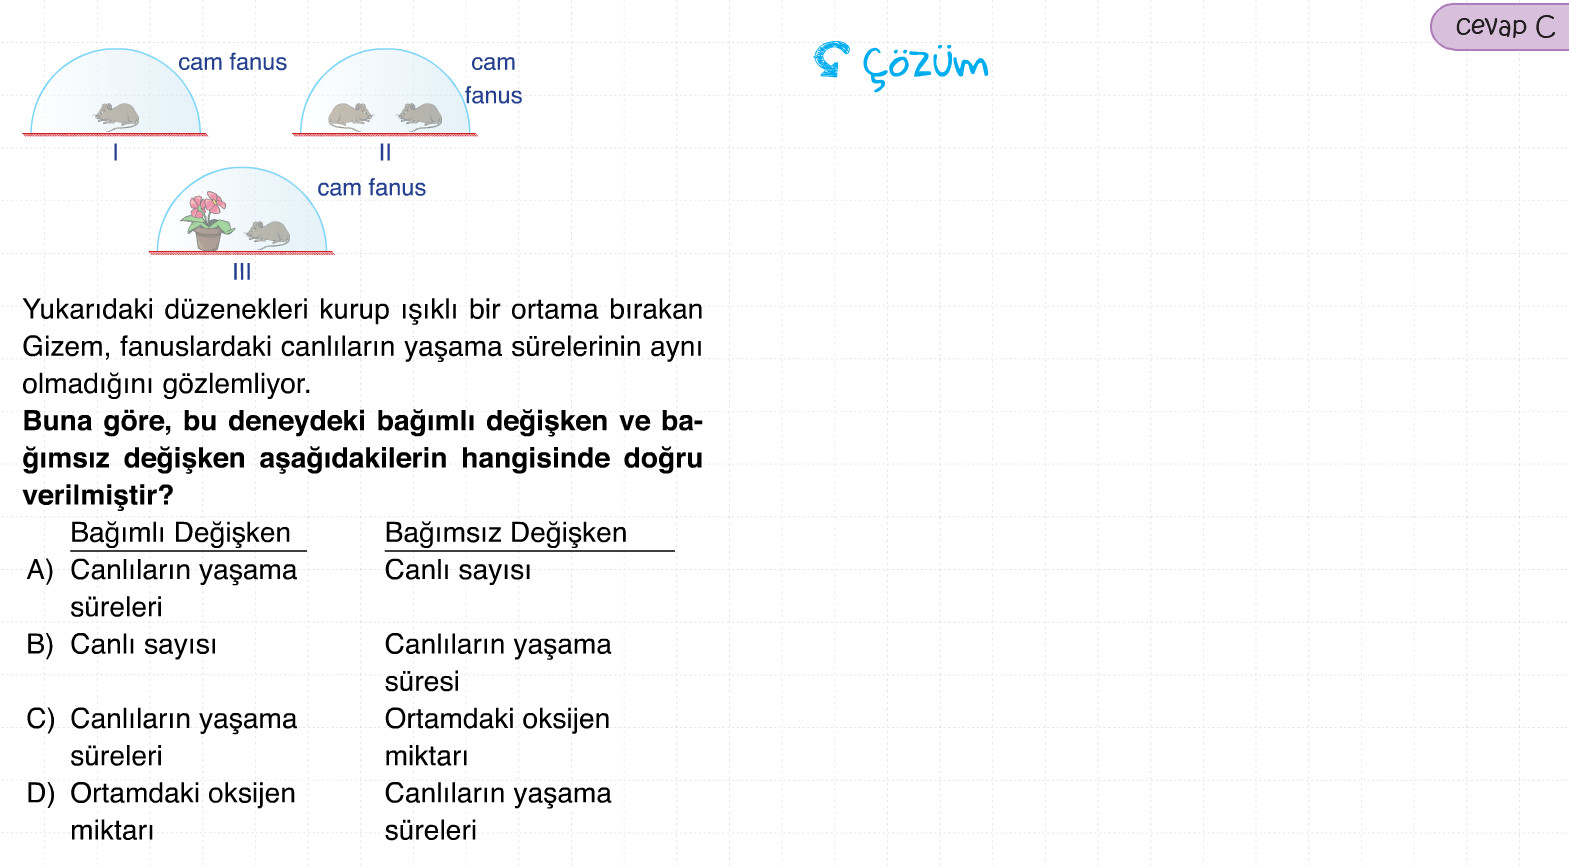 cevap C
cam fanus
cam
fanus
I
II
cam fanus
III
çözüm
Yukarıdaki düzenekleri kurup ışıklı bir ortama bırakan
Gizem, fanuslardaki canlıların yaşama sürelerinin aynı
olmadığını gözlemliyor.
Buna göre, bu deneydeki bağımlı değişken ve ba-
ğımsız değişken aşağıdakilerin hangisinde doğru
verilmiştir?
Bağımlı Değişken Bağımsız Değişken
A) Canlıların yaşama Canlı sayısı
süreleri
B) Canlı sayısı Canlıların yaşama
süresi
C) Canlıların yaşama Ortamdaki oksijen
süreleri miktarı
D) Ortamdaki oksijen Canlıların yaşama
miktarı süreleri